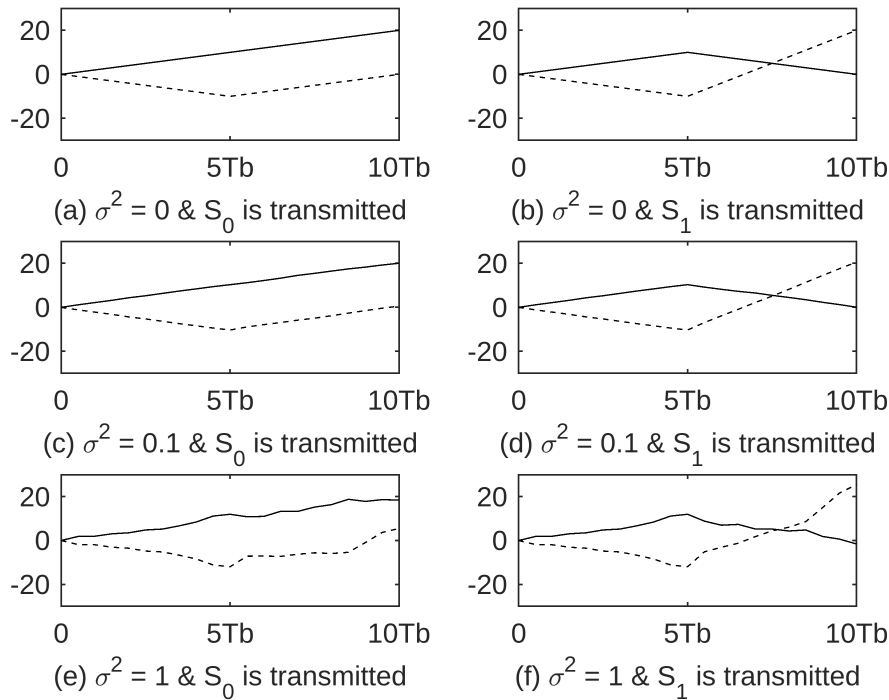 20
0
-20
0 5Tb 10Tb
(a) σ² = 0 & S₀ is transmitted
20
0
-20
0 5Tb 10Tb
(b) σ² = 0 & S₁ is transmitted
20
0
-20
0 5Tb 10Tb
(c) σ² = 0.1 & S₀ is transmitted
20
0
-20
0 5Tb 10Tb
(d) σ² = 0.1 & S₁ is transmitted
20
0
-20
0 5Tb 10Tb
(e) σ² = 1 & S₀ is transmitted
20
0
-20
0 5Tb 10Tb
(f) σ² = 1 & S₁ is transmitted